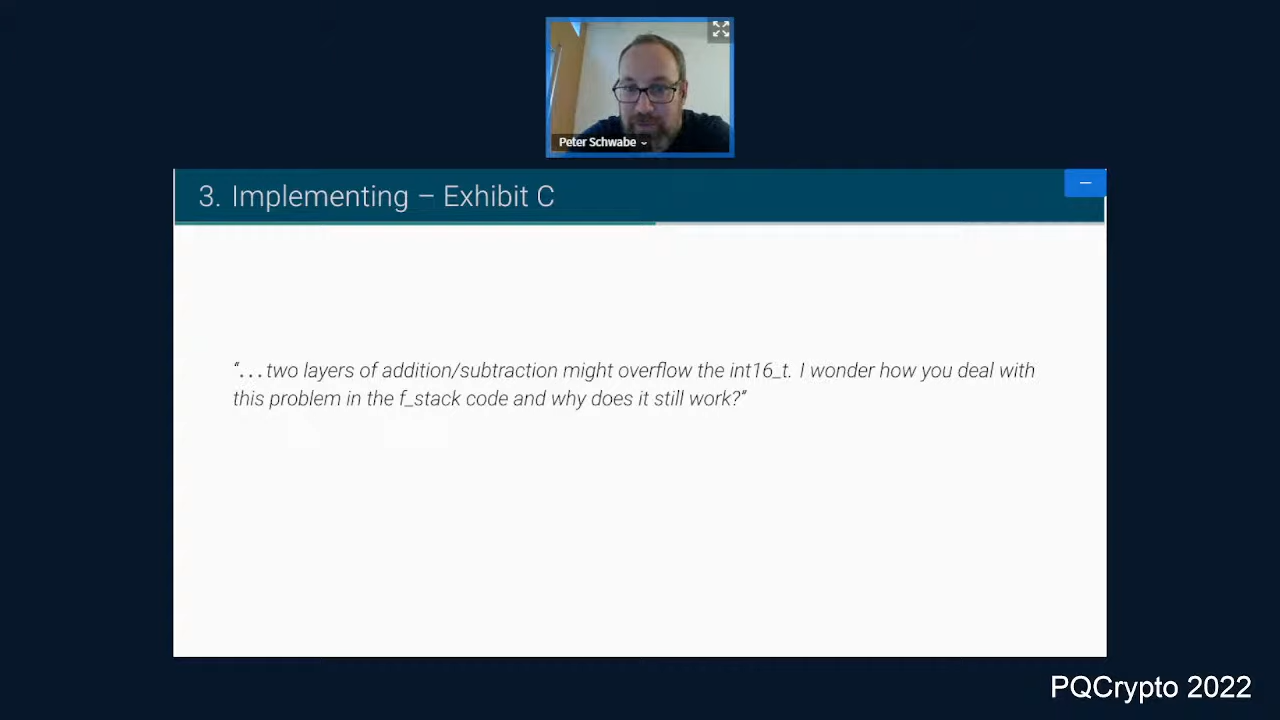 Peter Schwabe
3. Implementing – Exhibit C
“...two layers of addition/subtraction might overflow the int16_t. I wonder how you deal with
this problem in the f_stack code and why does it still work?”
PQCrypto 2022